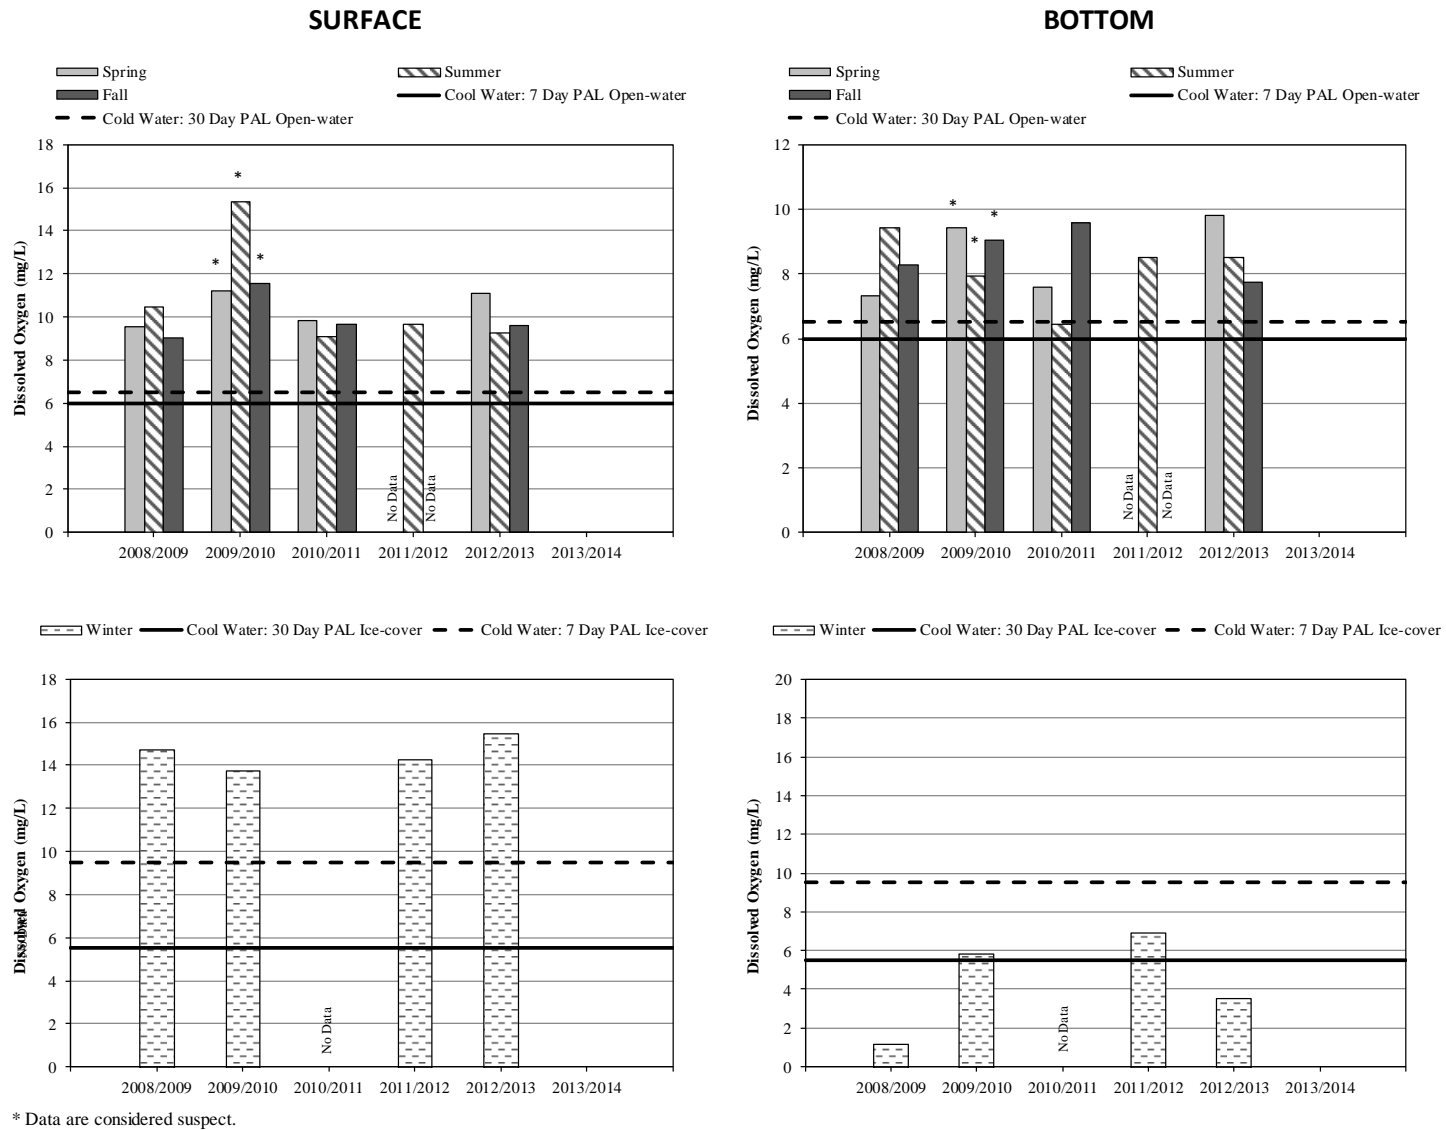 SURFACE
BOTTOM
Spring
Summer
Fall
Cool Water: 7 Day PAL Open-water
Cold Water: 30 Day PAL Open-water
Dissolved Oxygen (mg/L)
18
16
14
12
10
8
6
4
2
0
*
*
*
No Data
No Data
2008/2009
2009/2010
2010/2011
2011/2012
2012/2013
2013/2014
Spring
Summer
Fall
Cool Water: 7 Day PAL Open-water
Cold Water: 30 Day PAL Open-water
Dissolved Oxygen (mg/L)
12
10
8
6
4
2
0
*
*
*
No Data
No Data
2008/2009
2009/2010
2010/2011
2011/2012
2012/2013
2013/2014
Winter
Cool Water: 30 Day PAL Ice-cover
Cold Water: 7 Day PAL Ice-cover
Dissolved Oxygen (mg/L)
18
16
14
12
10
8
6
4
2
0
No Data
2008/2009
2009/2010
2010/2011
2011/2012
2012/2013
2013/2014
Winter
Cool Water: 30 Day PAL Ice-cover
Cold Water: 7 Day PAL Ice-cover
Dissolved Oxygen (mg/L)
20
18
16
14
12
10
8
6
4
2
0
No Data
2008/2009
2009/2010
2010/2011
2011/2012
2012/2013
2013/2014
* Data are considered suspect.